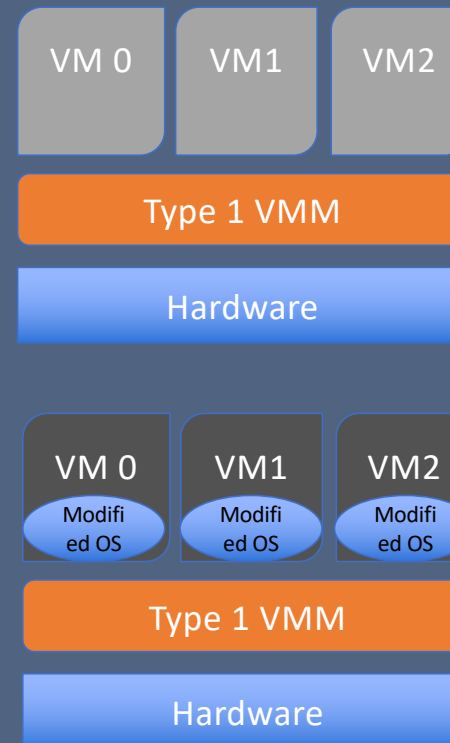 VM 0 VM1 VM2
Type 1 VMM
Hardware
VM 0 VM1 VM2
Modifi Modifi Modifi
ed OS ed OS ed OS
Type 1 VMM
Hardware